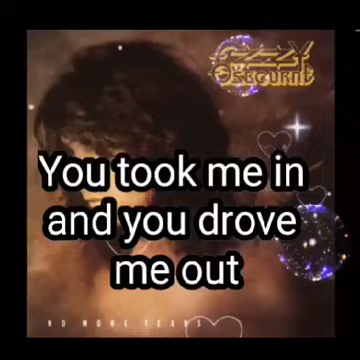 OZZY
OSBOURNE
You took me in
and you drove
me out
NO MORE TEARS